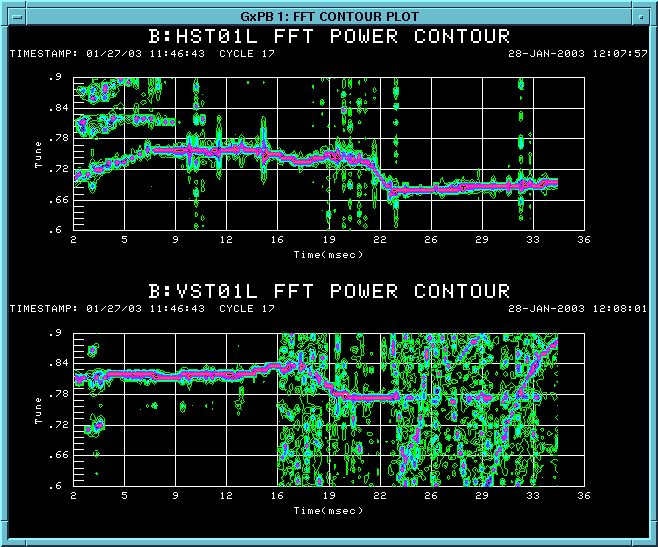 GxPB 1: FFT CONTOUR PLOT
B:HST01L FFT POWER CONTOUR
TIMESTAMP: 01/27/03 11:46:43 CYCLE 17 28-JAN-2003 12:07:57
.9
.84
.78
.72
.66
.6
Tune
2 5 9 12 15 19 22 26 29 33 36
Time(msec)
B:VST01L FFT POWER CONTOUR
TIMESTAMP: 01/27/03 11:46:43 CYCLE 17 28-JAN-2003 12:08:01
.9
.84
.78
.72
.66
.6
Tune
2 5 9 12 15 19 22 26 29 33 36
Time(msec)